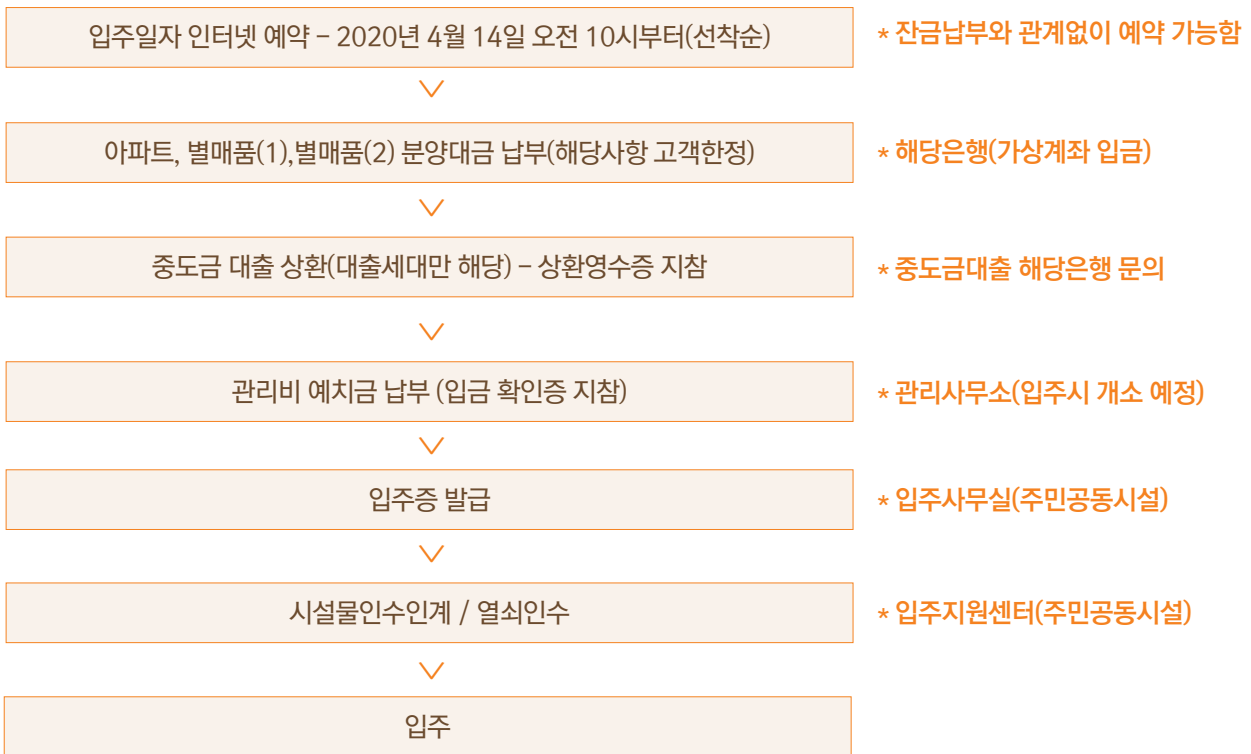 입주일자 인터넷 예약 – 2020년 4월 14일 오전 10시부터(선착순)
* 잔금납부와 관계없이 예약 가능함
아파트, 별매품(1),별매품(2) 분양대금 납부(해당사항 고객한정)
* 해당은행(가상계좌 입금)
중도금 대출 상환(대출세대만 해당) – 상환영수증 지참
* 중도금대출 해당은행 문의
관리비 예치금 납부 (입금 확인증 지참)
* 관리사무소(입주시 개소 예정)
입주증 발급
* 입주사무실(주민공동시설)
시설물인수인계 / 열쇠인수
* 입주지원센터(주민공동시설)
입주